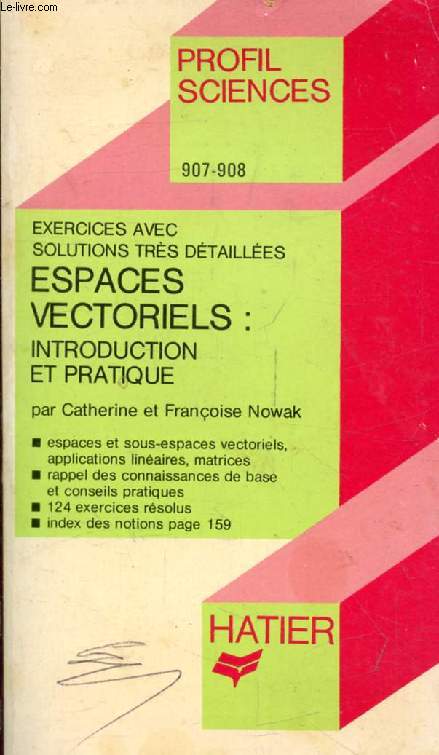 Le-livre.com
PROFIL
SCIENCES
907-908
EXERCICES AVEC
SOLUTIONS TRÈS DÉTAILLÉES
ESPACES
VECTORIELS :
INTRODUCTION
ET PRATIQUE
par Catherine et Françoise Nowak
■ espaces et sous-espaces vectoriels,
applications linéaires, matrices
■ rappel des connaissances de base
et conseils pratiques
■ 124 exercices résolus
■ index des notions page 159
HATIER